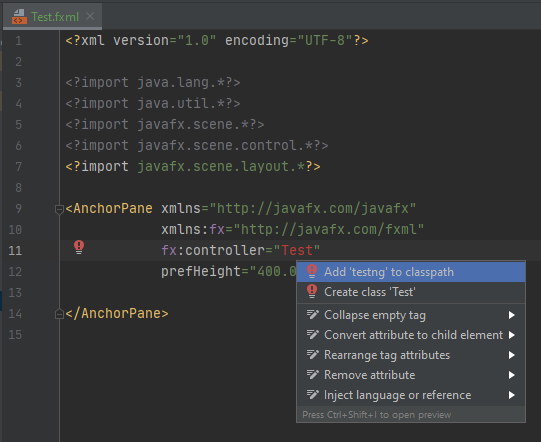 Test.fxml
1 <?xml version="1.0" encoding="UTF-8"?>
2
3 <?import java.lang.*?>
4 <?import java.util.*?>
5 <?import javafx.scene.*?>
6 <?import javafx.scene.control.*?>
7 <?import javafx.scene.layout.*?>
8
9 <AnchorPane xmlns="http://javafx.com/javafx"
10 xmlns:fx="http://javafx.com/fxml"
11 fx:controller="Test"
12 prefHeight="400.0
Add 'testng' to classpath
Create class 'Test'
Collapse empty tag
Convert attribute to child element
Rearrange tag attributes
Remove attribute
Inject language or reference
Press Ctrl+Shift+I to open preview
13
14 </AnchorPane>
15